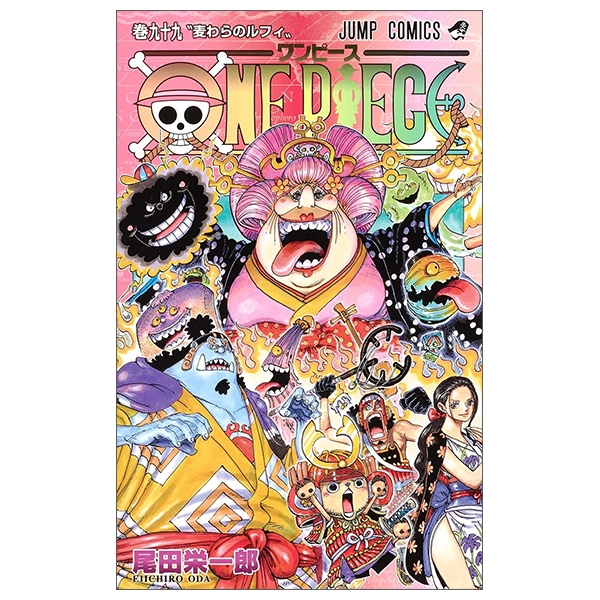 巻九十九〝麦わらのルフィ〟
JUMP COMICS
ワンピース
ONE PIECE
尾田栄一郎
EIICHIRO ODA